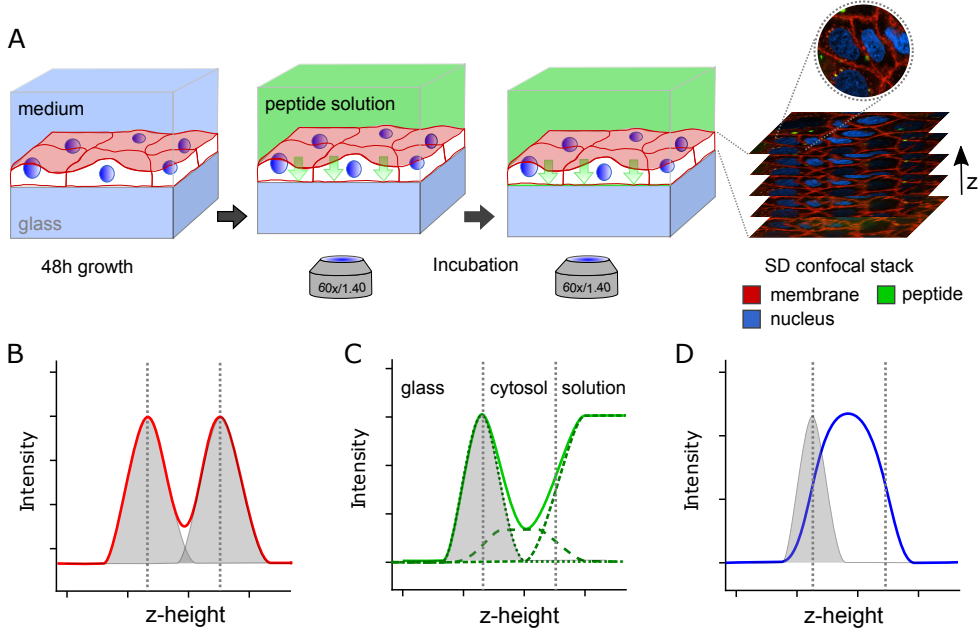 A
medium
glass
48h growth
peptide solution
60x/1.40
Incubation
60x/1.40
z
SD confocal stack
membrane
peptide
nucleus
B
Intensity
z-height
C
glass
cytosol
solution
Intensity
z-height
D
Intensity
z-height